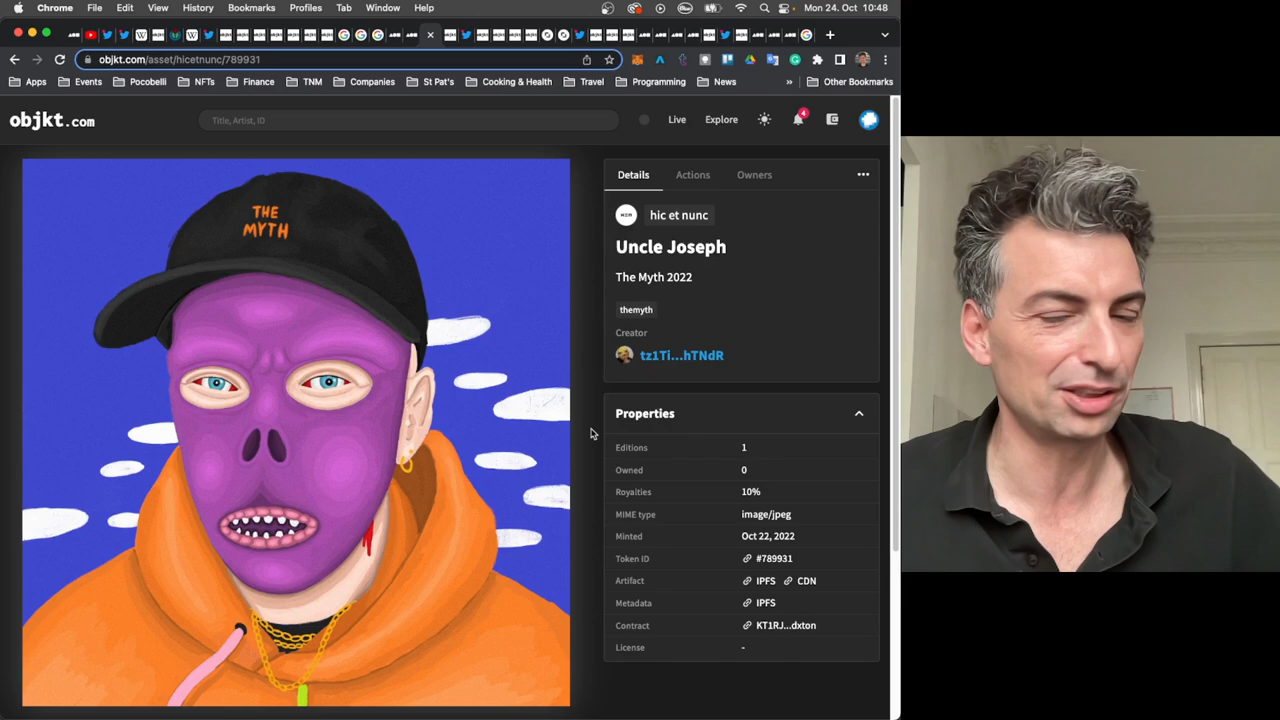 Chrome File Edit View History Bookmarks Profiles Tab Window Help Mon 24. Oct 10:48
objkt.com/asset/hicetnunc/789931
Apps Events Pocobelli NFTs Finance TNM Companies St Pat's Cooking & Health Travel Programming News » Other Bookmarks
objkt.com Title, Artist, ID Live Explore 4
THE
MYTH
Details Actions Owners
hic et nunc
Uncle Joseph
The Myth 2022
themyth
Creator
tz1Ti...hTNdR
Properties
Editions 1
Owned 0
Royalties 10%
MIME type image/jpeg
Minted Oct 22, 2022
Token ID #789931
Artifact IPFS CDN
Metadata IPFS
Contract KT1RJ...dxton
License -